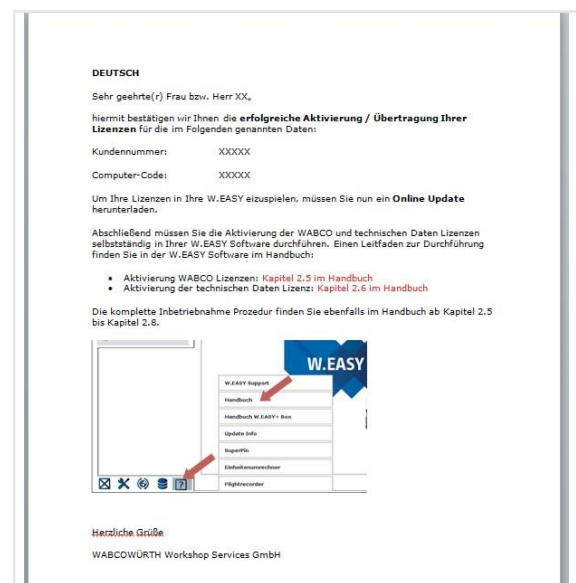 DEUTSCH
Sehr geehrte(r) Frau bzw. Herr XX,
hiermit bestätigen wir Ihnen die erfolgreiche Aktivierung / Übertragung Ihrer
Lizenzen für die im Folgenden genannten Daten:
Kundennummer: XXXXX
Computer-Code: XXXXX
Um Ihre Lizenzen in Ihre W.EASY eizuspielen, müssen Sie nun ein Online Update
herunterladen.
Abschließend müssen Sie die Aktivierung der WABCO und technischen Daten Lizenzen
selbstständig in Ihrer W.EASY Software durchführen. Einen Leitfaden zur Durchführung
finden Sie in der W.EASY Software im Handbuch:
• Aktivierung WABCO Lizenzen: Kapitel 2.5 im Handbuch
• Aktivierung der technischen Daten Lizenz: Kapitel 2.6 im Handbuch
Die komplette Inbetriebnahme Prozedur finden Sie ebenfalls im Handbuch ab Kapitel 2.5
bis Kapitel 2.8.
W.EASY
W.EASY Support
Handbuch
Handbuch W.EASY+ Box
Update Info
SuperPin
Einheitenumrechner
Flightrecorder
?
Herzliche Grüße
WABCOWÜRTH Workshop Services GmbH